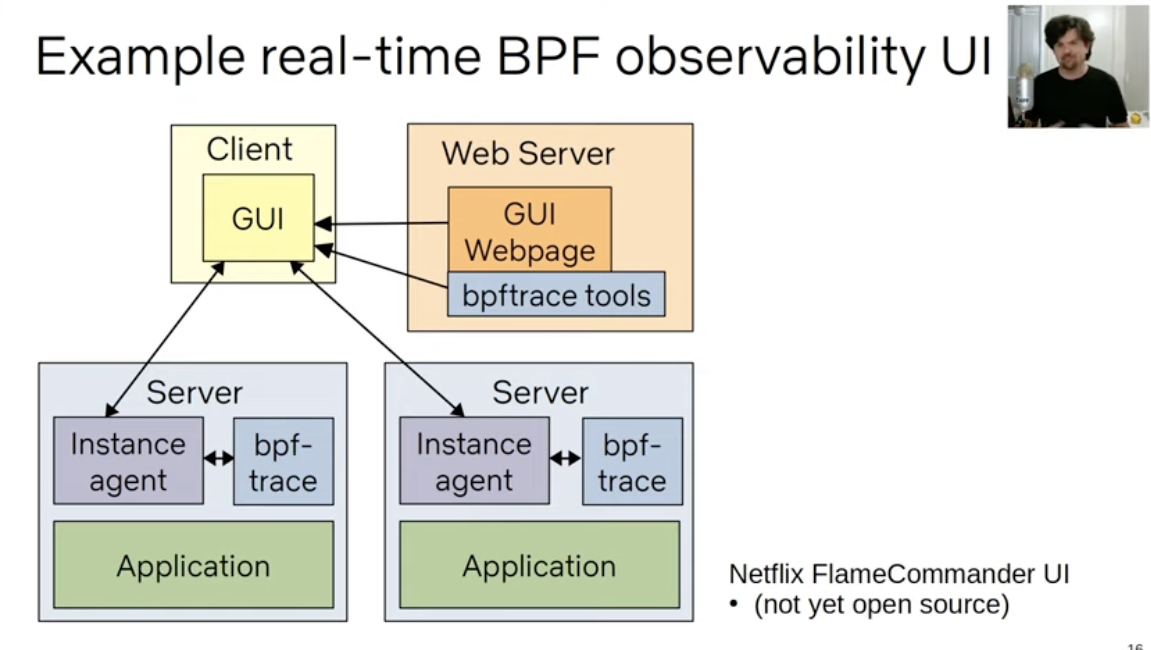 Example real-time BPF observability UI
Client
GUI
Web Server
GUI
Webpage
bpftrace tools
Server
Instance
agent
bpf-
trace
Application
Server
Instance
agent
bpf-
trace
Application
Netflix FlameCommander UI
• (not yet open source)
16